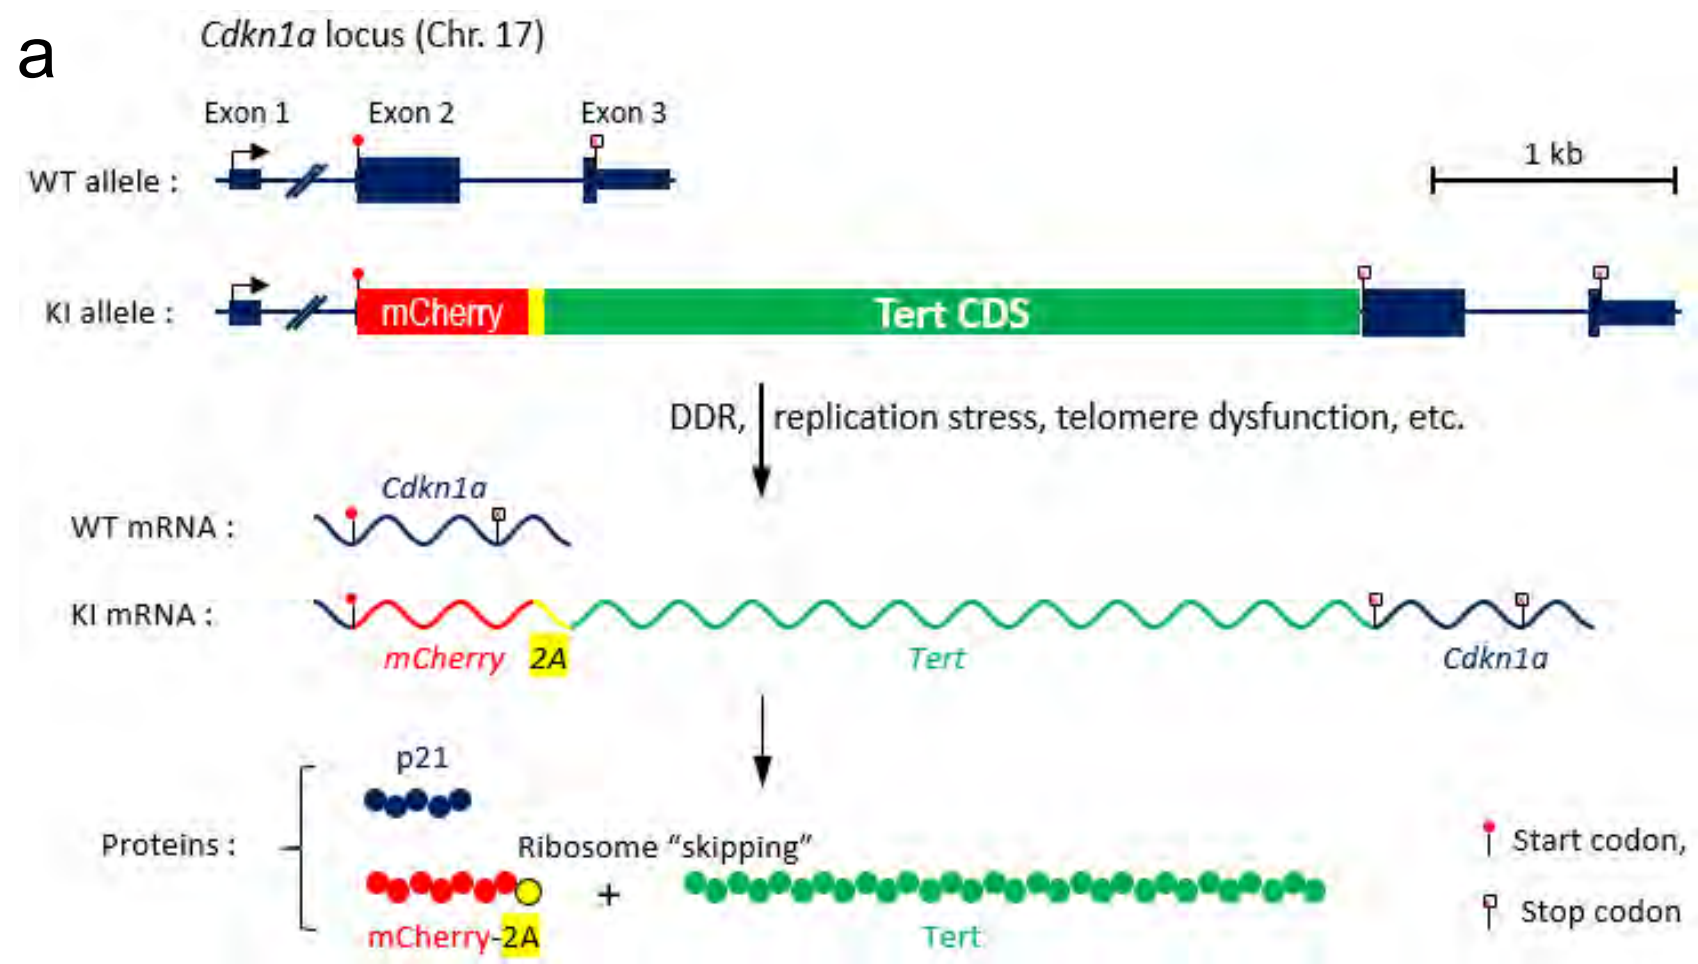 a
Cdkn1a locus (Chr. 17)
Exon 1 Exon 2 Exon 3
WT allele :
1 kb
KI allele :
mCherry
Tert CDS
DDR, replication stress, telomere dysfunction, etc.
Cdkn1a
WT mRNA :
KI mRNA :
mCherry 2A Tert Cdkn1a
p21
Proteins :
Ribosome “skipping”
+
mCherry-2A Tert
Start codon,
Stop codon